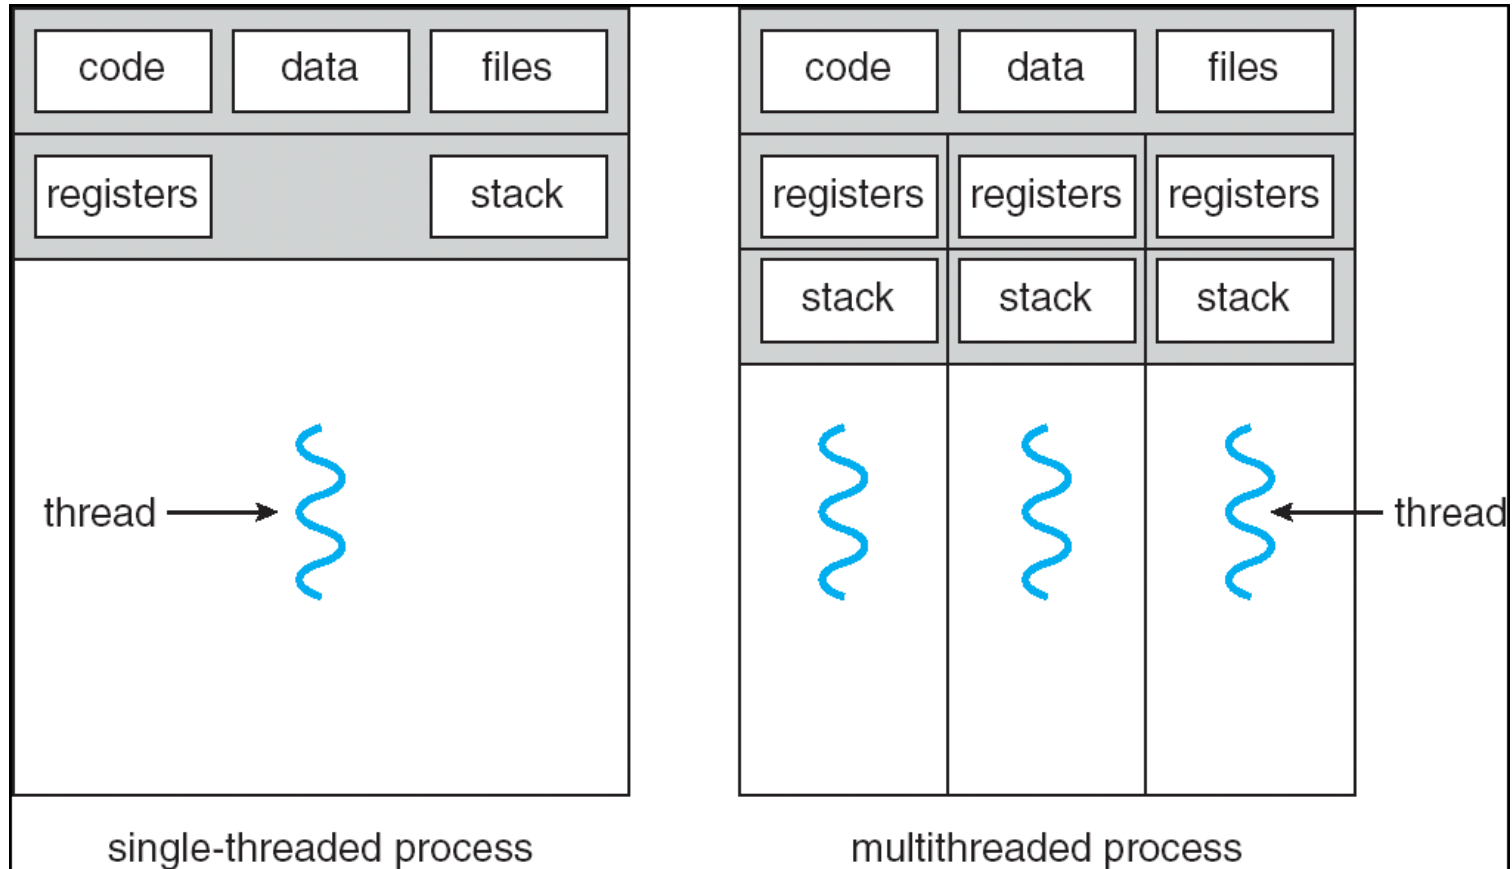 code data files
registers stack
thread
single-threaded process
code data files
registers registers registers
stack stack stack
thread
multithreaded process